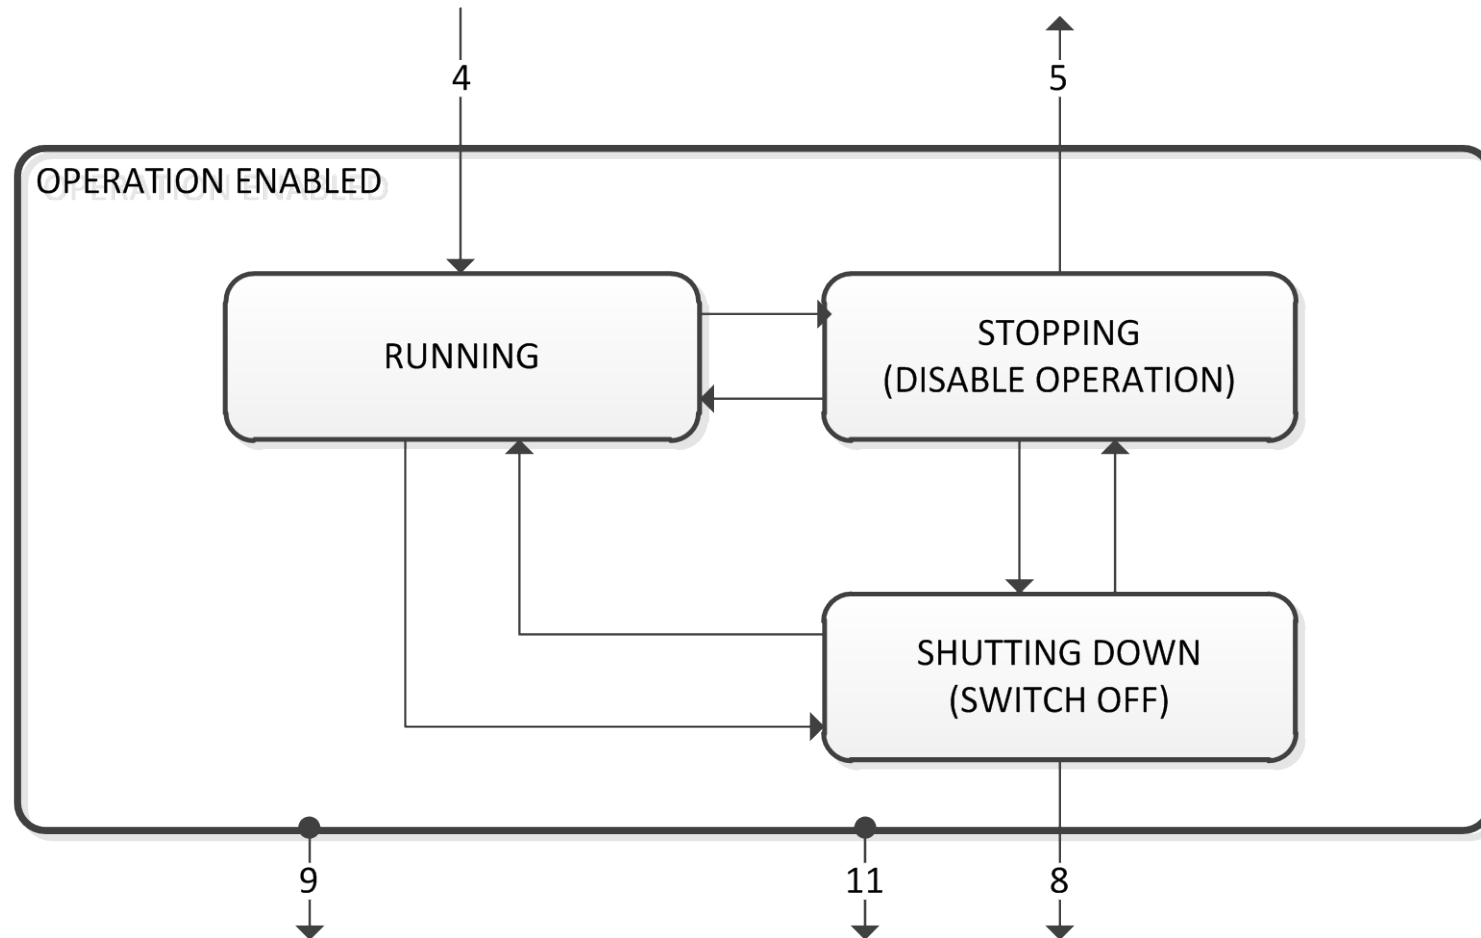 4
5
OPERATION ENABLED
RUNNING
STOPPING
(DISABLE OPERATION)
SHUTTING DOWN
(SWITCH OFF)
9
11
8